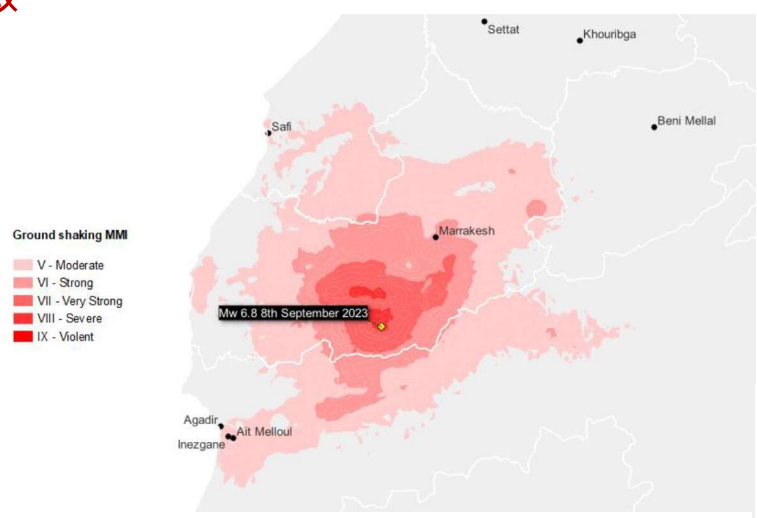 Settat
Khouribga
Safi
Beni Mellal
Marrakesh
Ground shaking MMI
V - Moderate
VI - Strong
VII - Very Strong
VIII - Severe
IX - Violent
Mw 6.8 8th September 2023
Agadir
Ait Melloul
Inezgane